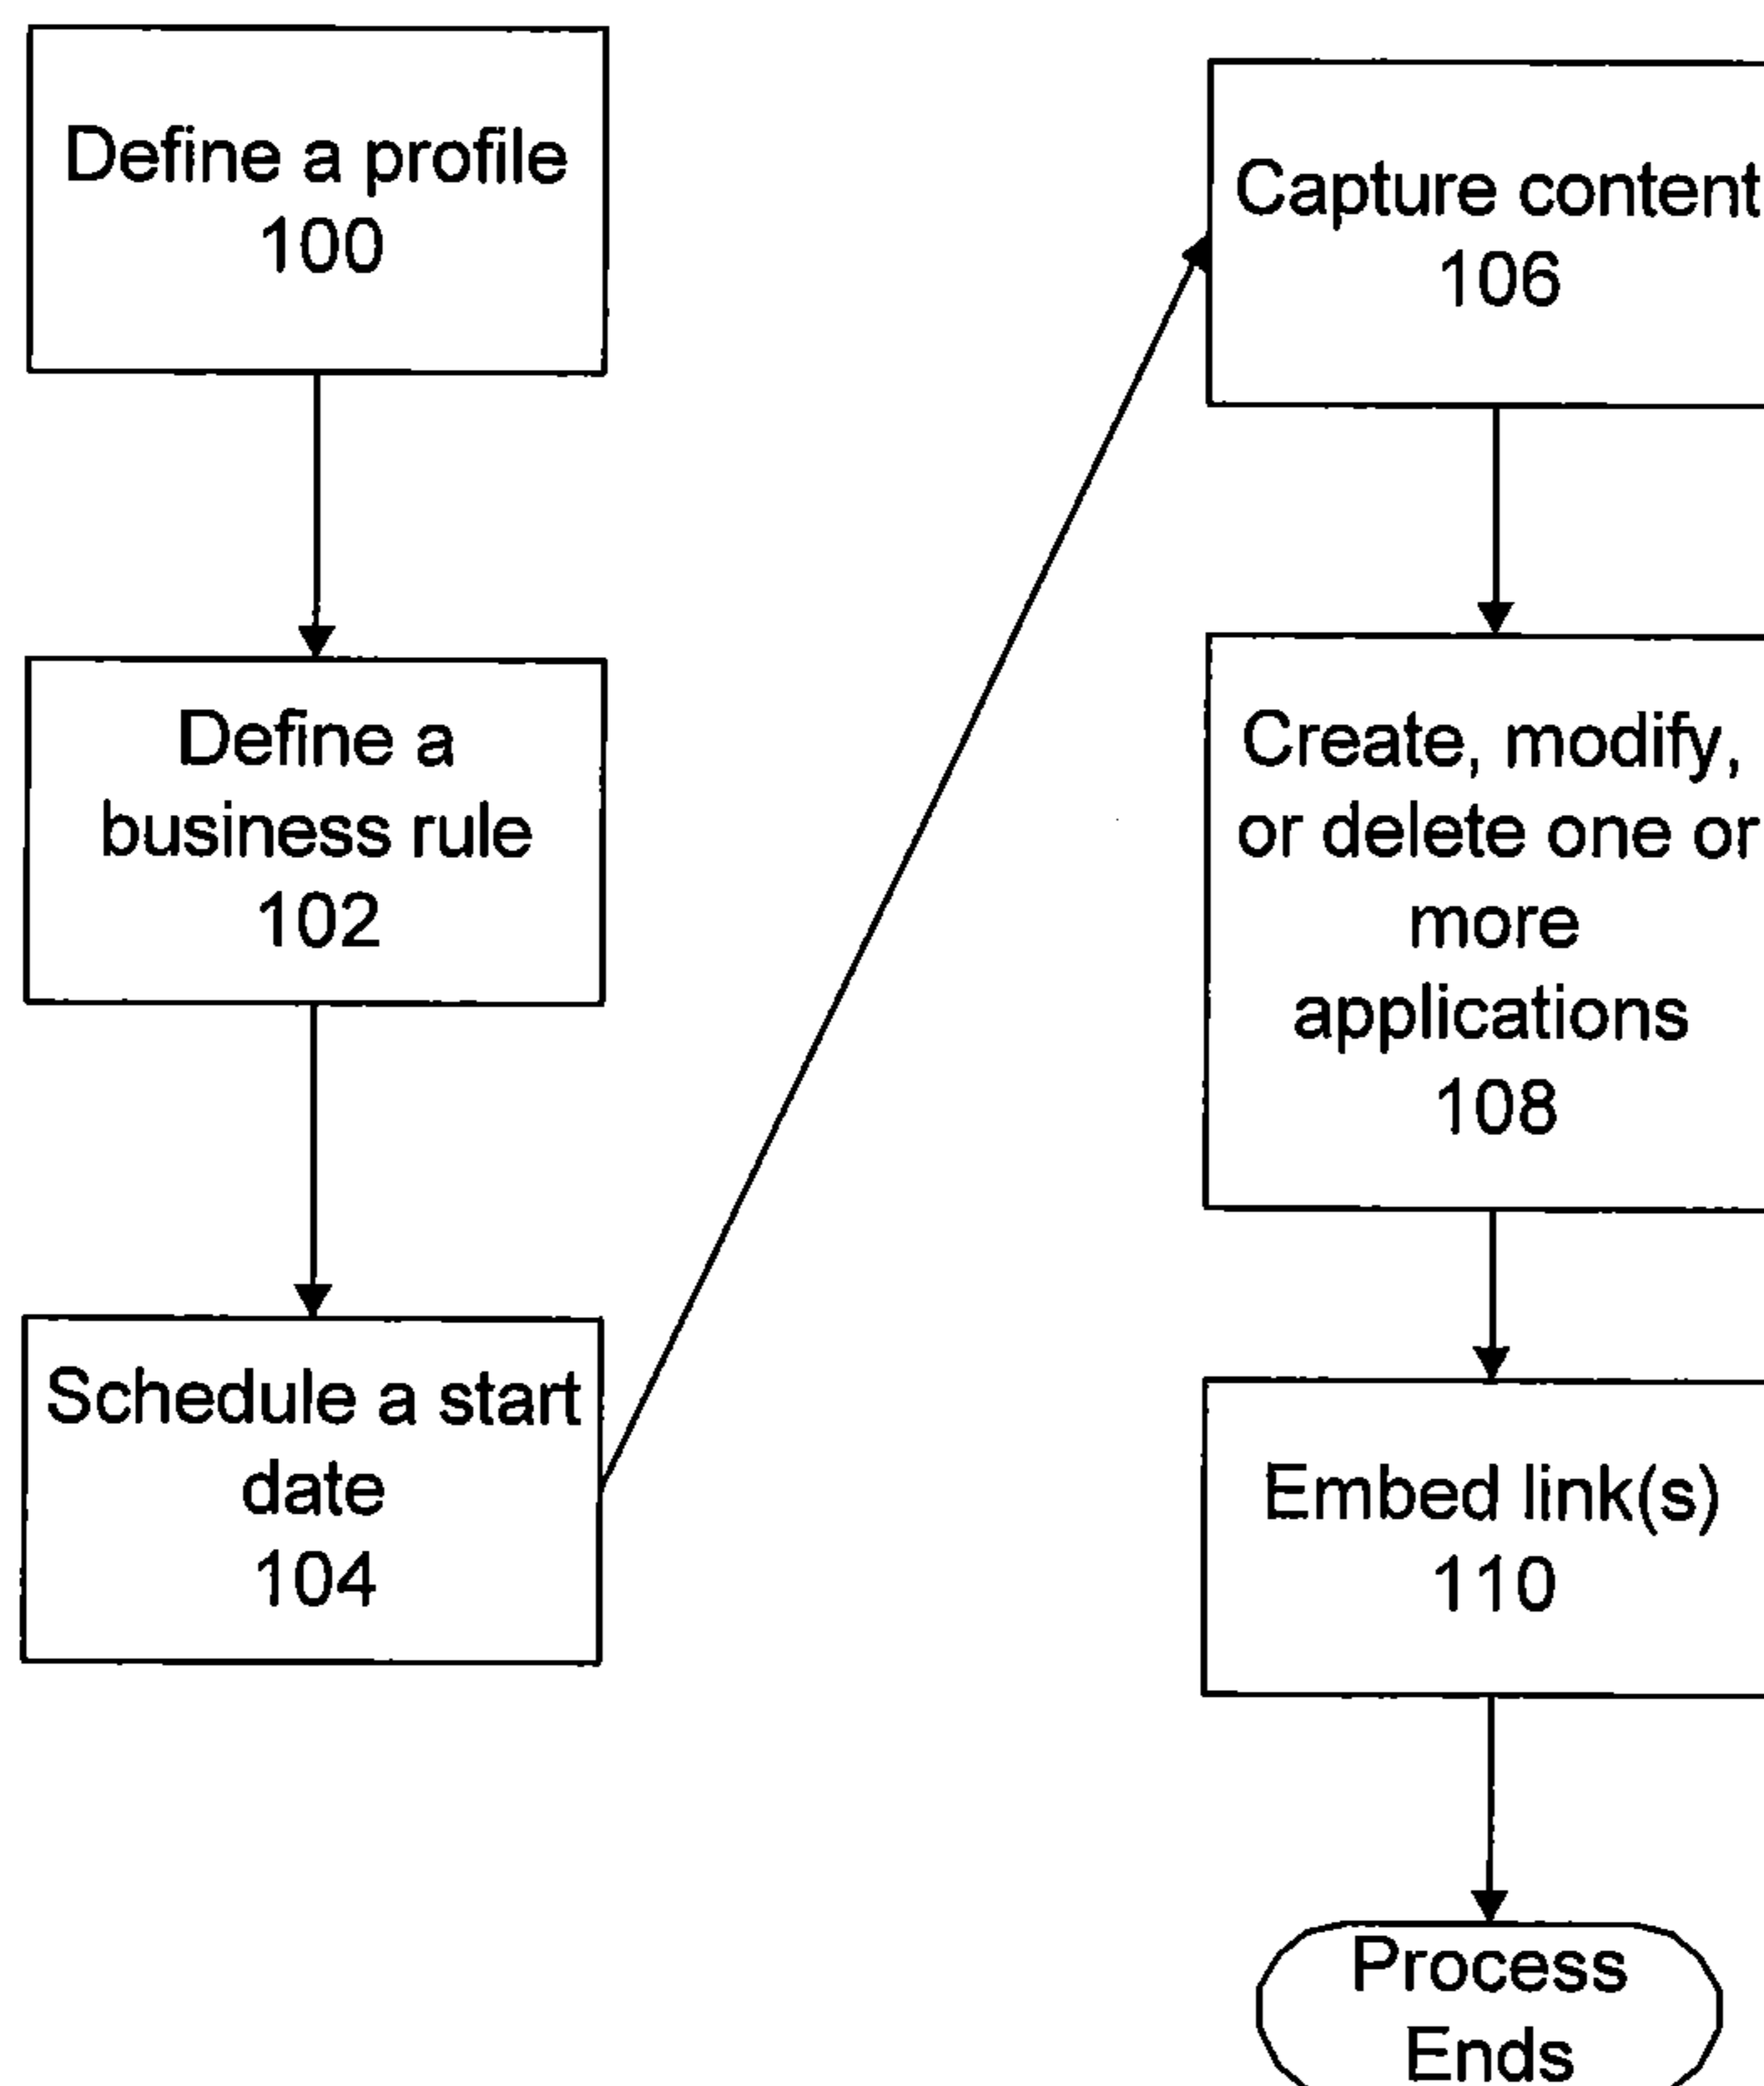 Define a profile
100
Define a
business rule
102
Schedule a start
date
104
Capture content
106
Create, modify,
or delete one or
more
applications
108
Embed link(s)
110
Process
Ends